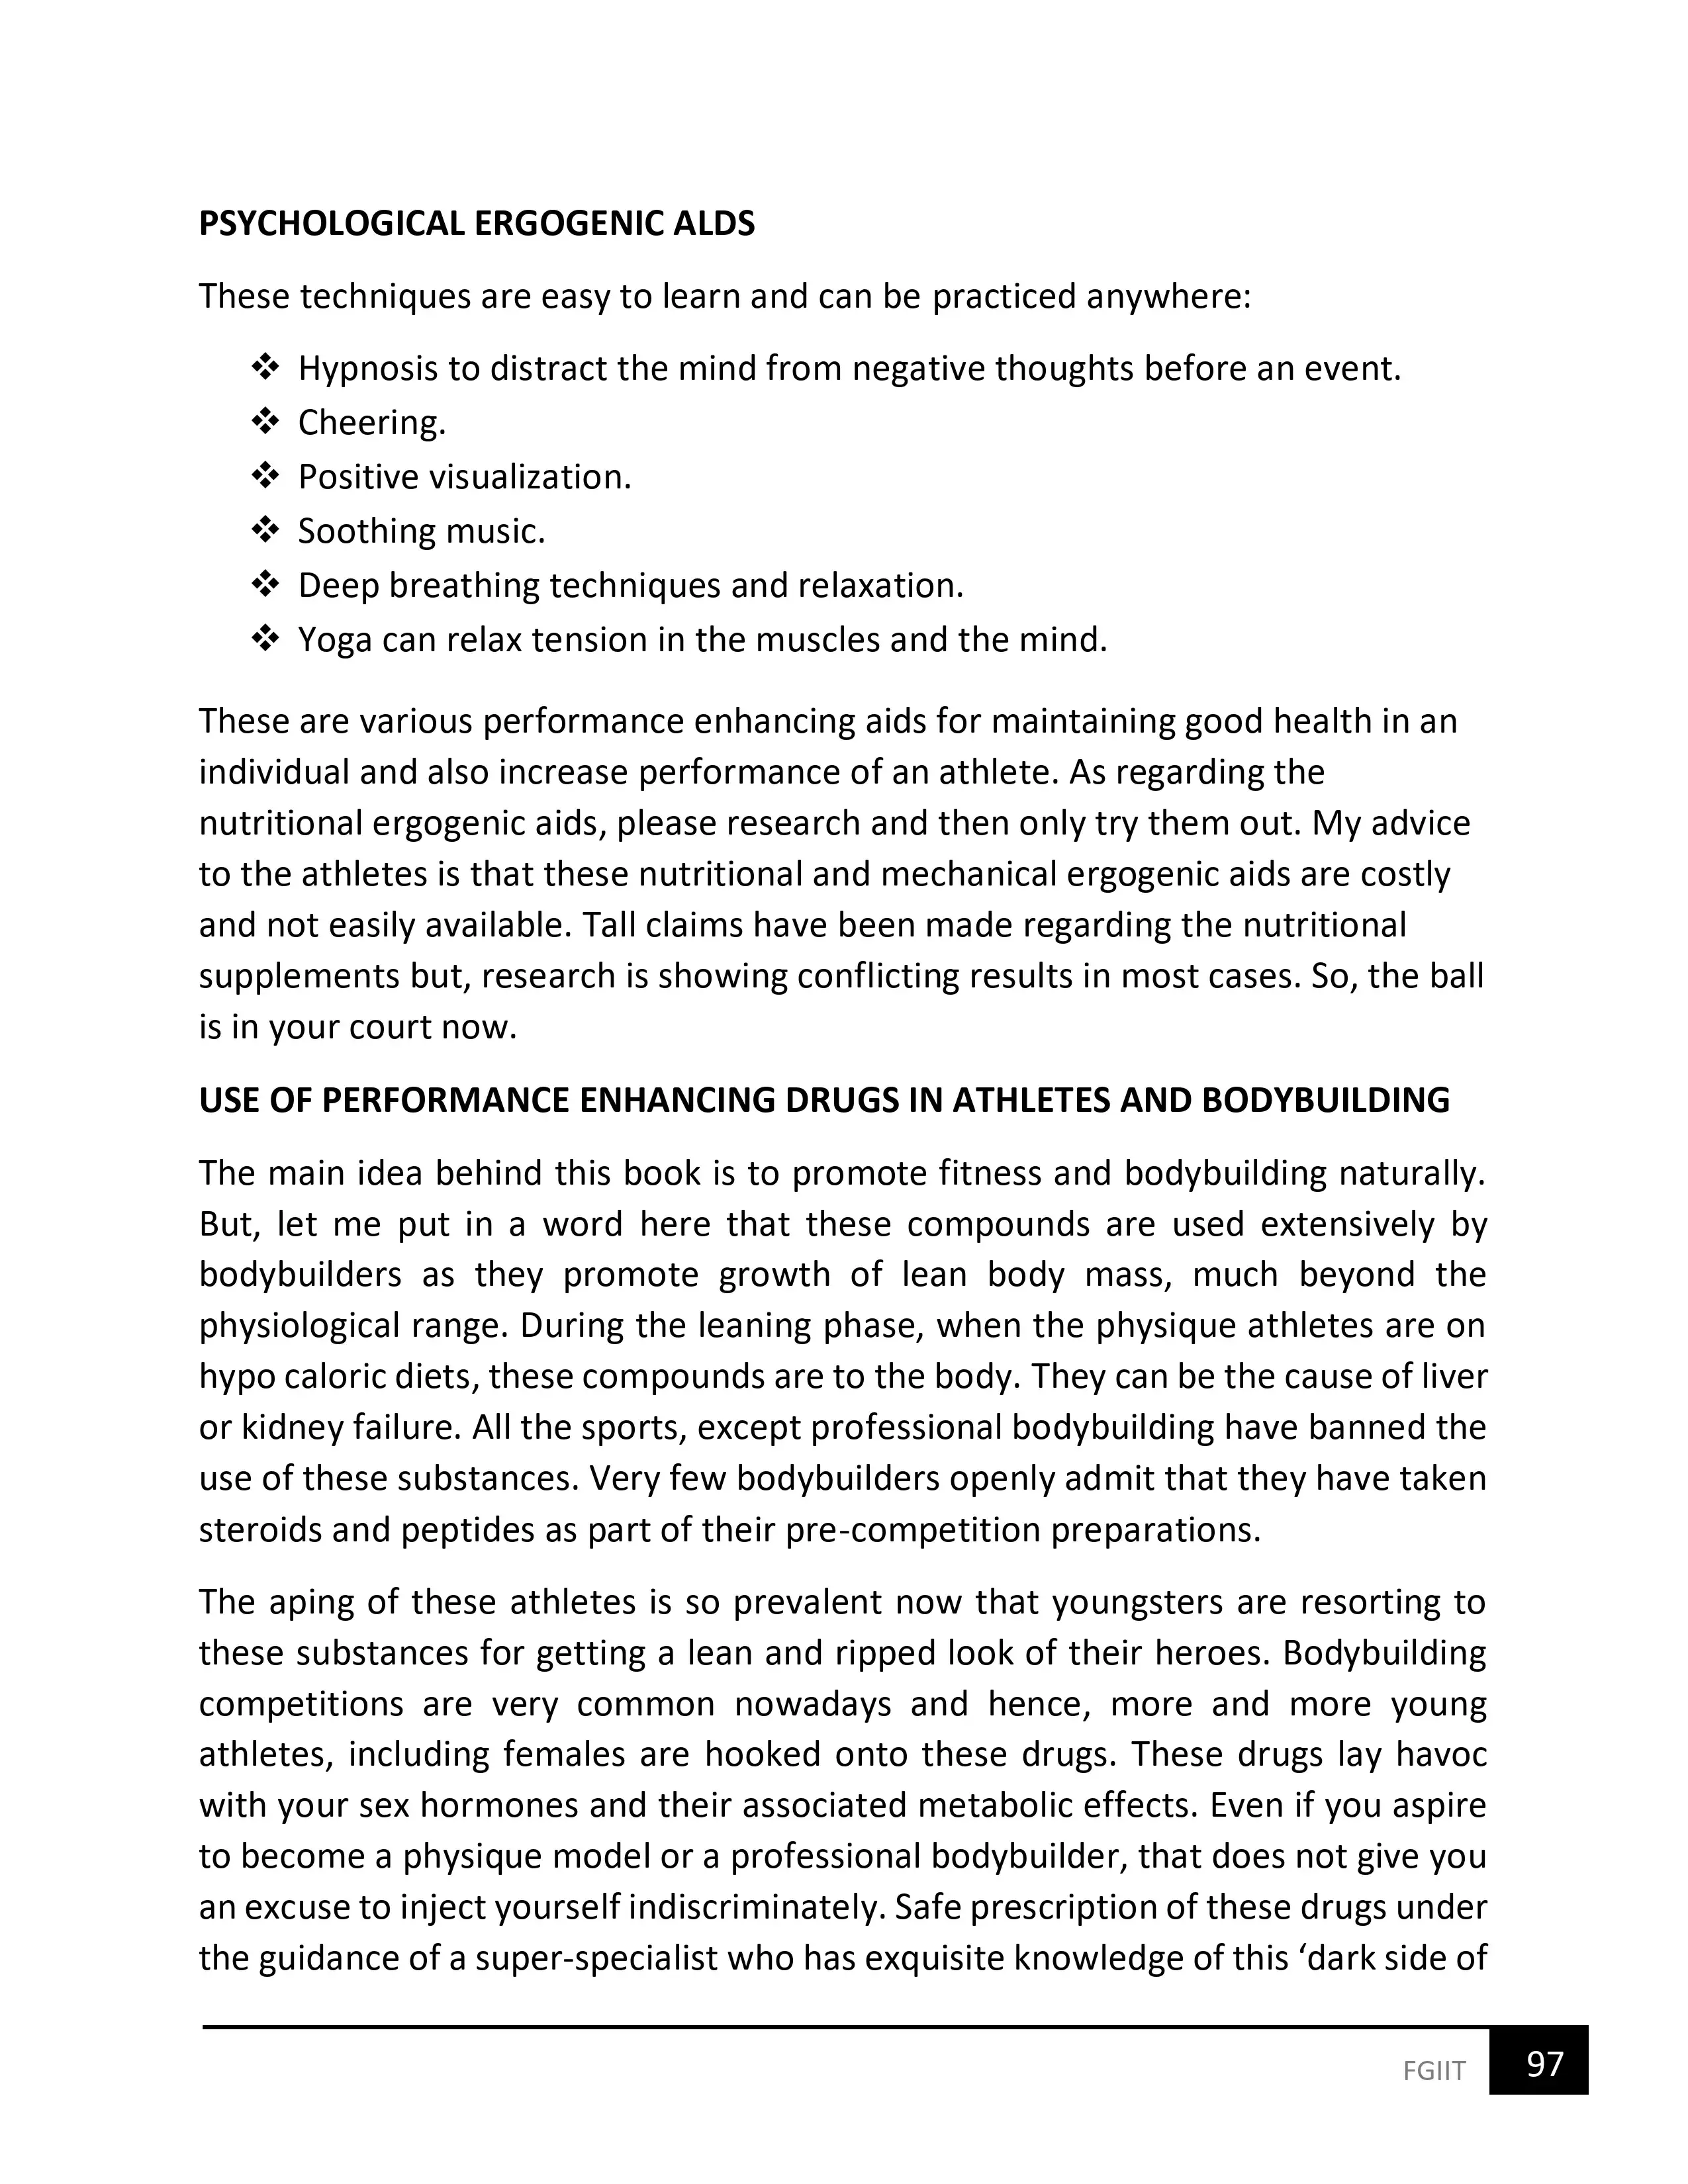 PSYCHOLOGICAL ERGOGENIC ALDS
These techniques are easy to learn and can be practiced anywhere:
❖ Hypnosis to distract the mind from negative thoughts before an event.
❖ Cheering.
❖ Positive visualization.
❖ Soothing music.
❖ Deep breathing techniques and relaxation.
❖ Yoga can relax tension in the muscles and the mind.
These are various performance enhancing aids for maintaining good health in an
individual and also increase performance of an athlete. As regarding the
nutritional ergogenic aids, please research and then only try them out. My advice
to the athletes is that these nutritional and mechanical ergogenic aids are costly
and not easily available. Tall claims have been made regarding the nutritional
supplements but, research is showing conflicting results in most cases. So, the ball
is in your court now.
USE OF PERFORMANCE ENHANCING DRUGS IN ATHLETES AND BODYBUILDING
The main idea behind this book is to promote fitness and bodybuilding naturally.
But, let me put in a word here that these compounds are used extensively by
bodybuilders as they promote growth of lean body mass, much beyond the
physiological range. During the leaning phase, when the physique athletes are on
hypo caloric diets, these compounds are to the body. They can be the cause of liver
or kidney failure. All the sports, except professional bodybuilding have banned the
use of these substances. Very few bodybuilders openly admit that they have taken
steroids and peptides as part of their pre-competition preparations.
The aping of these athletes is so prevalent now that youngsters are resorting to
these substances for getting a lean and ripped look of their heroes. Bodybuilding
competitions are very common nowadays and hence, more and more young
athletes, including females are hooked onto these drugs. These drugs lay havoc
with your sex hormones and their associated metabolic effects. Even if you aspire
to become a physique model or a professional bodybuilder, that does not give you
an excuse to inject yourself indiscriminately. Safe prescription of these drugs under
the guidance of a super-specialist who has exquisite knowledge of this ‘dark side of
FGIIT 97